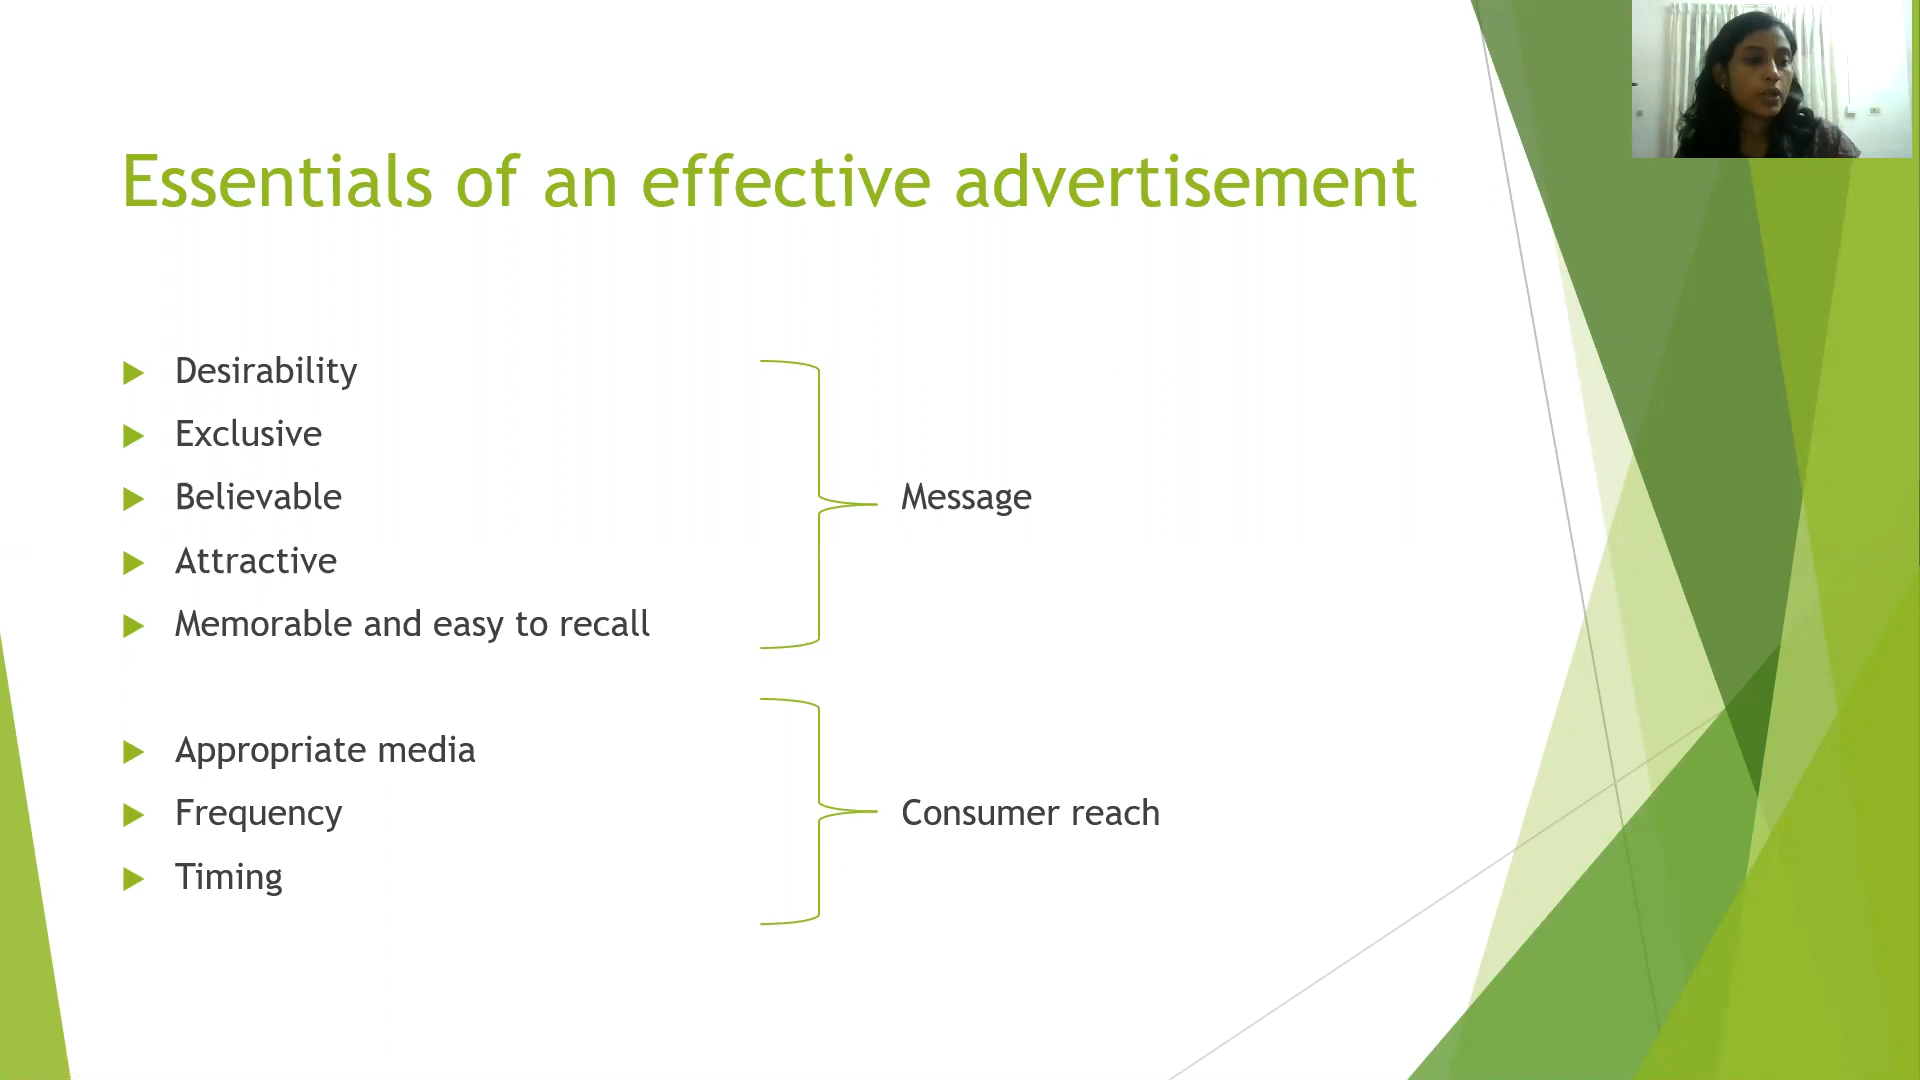 Essentials of an effective advertisement
Desirability
Exclusive
Believable
Attractive
Memorable and easy to recall
Message
Appropriate media
Frequency
Timing
Consumer reach